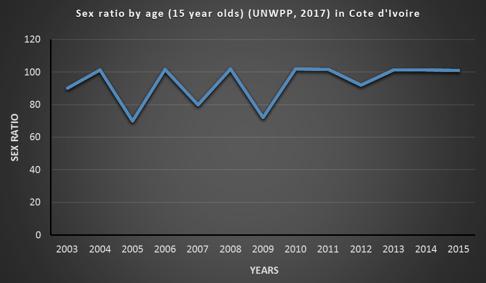 Sex ratio by age (15 year olds) (UNWPP, 2017) in Cote d'Ivoire
120
100
80
60
40
20
0
SEX RATIO
2003 2004 2005 2006 2007 2008 2009 2010 2011 2012 2013 2014 2015
YEARS